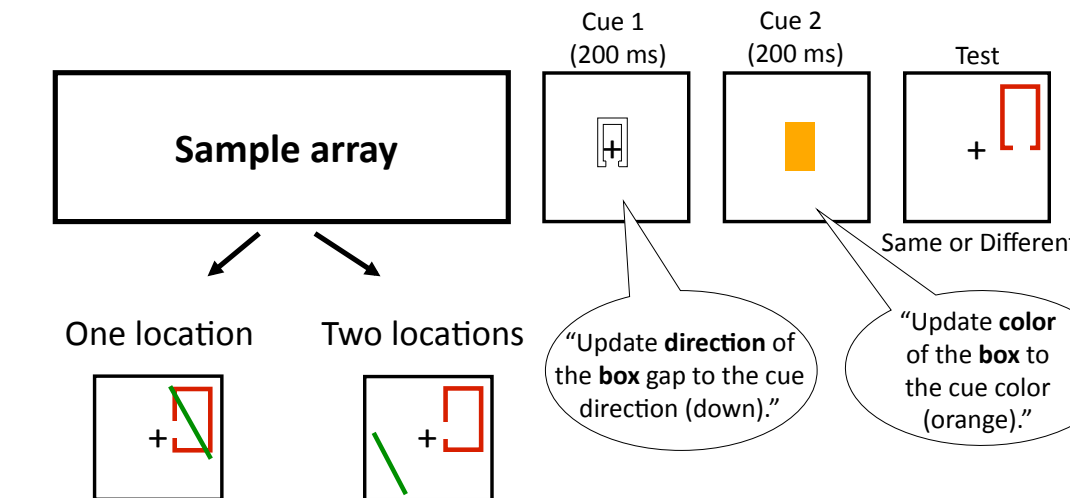 Cue 1
(200 ms)
Cue 2
(200 ms)
Test
Sample array
Same or Different
One location
Two locations
“Update direction of
the box gap to the cue
direction (down).”
“Update color
of the box to
the cue color
(orange).”